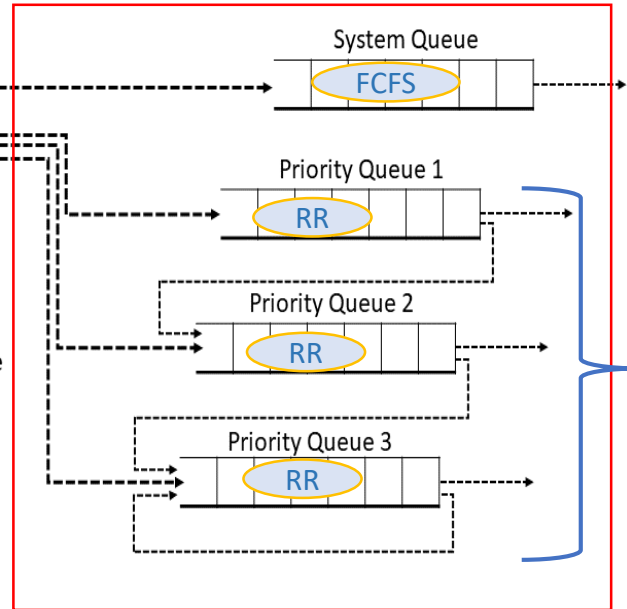 System Queue
FCFS
Priority Queue 1
RR
Priority Queue 2
RR
e
Priority Queue 3
RR